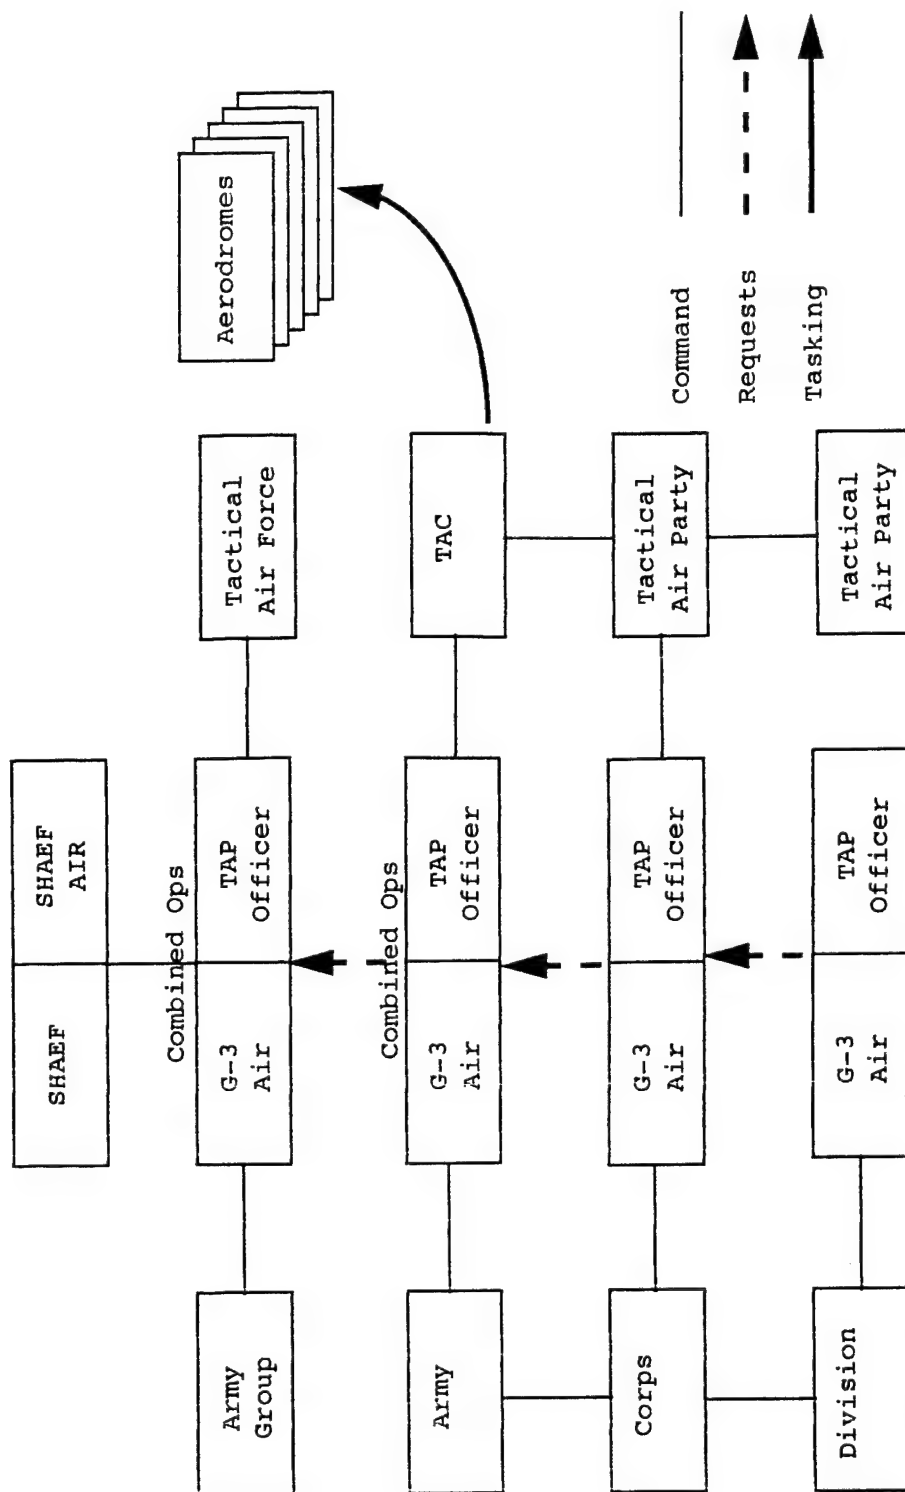 SHAEF
SHAEF
AIR
Combined Ops
Army
Group
G-3
Air
TAP
Officer
Tactical
Air Force
Aerodromes
Combined Ops
Army
G-3
Air
TAP
Officer
TAC
Corps
G-3
Air
TAP
Officer
Tactical
Air Party
Command
Requests
Tasking
Division
G-3
Air
TAP
Officer
Tactical
Air Party